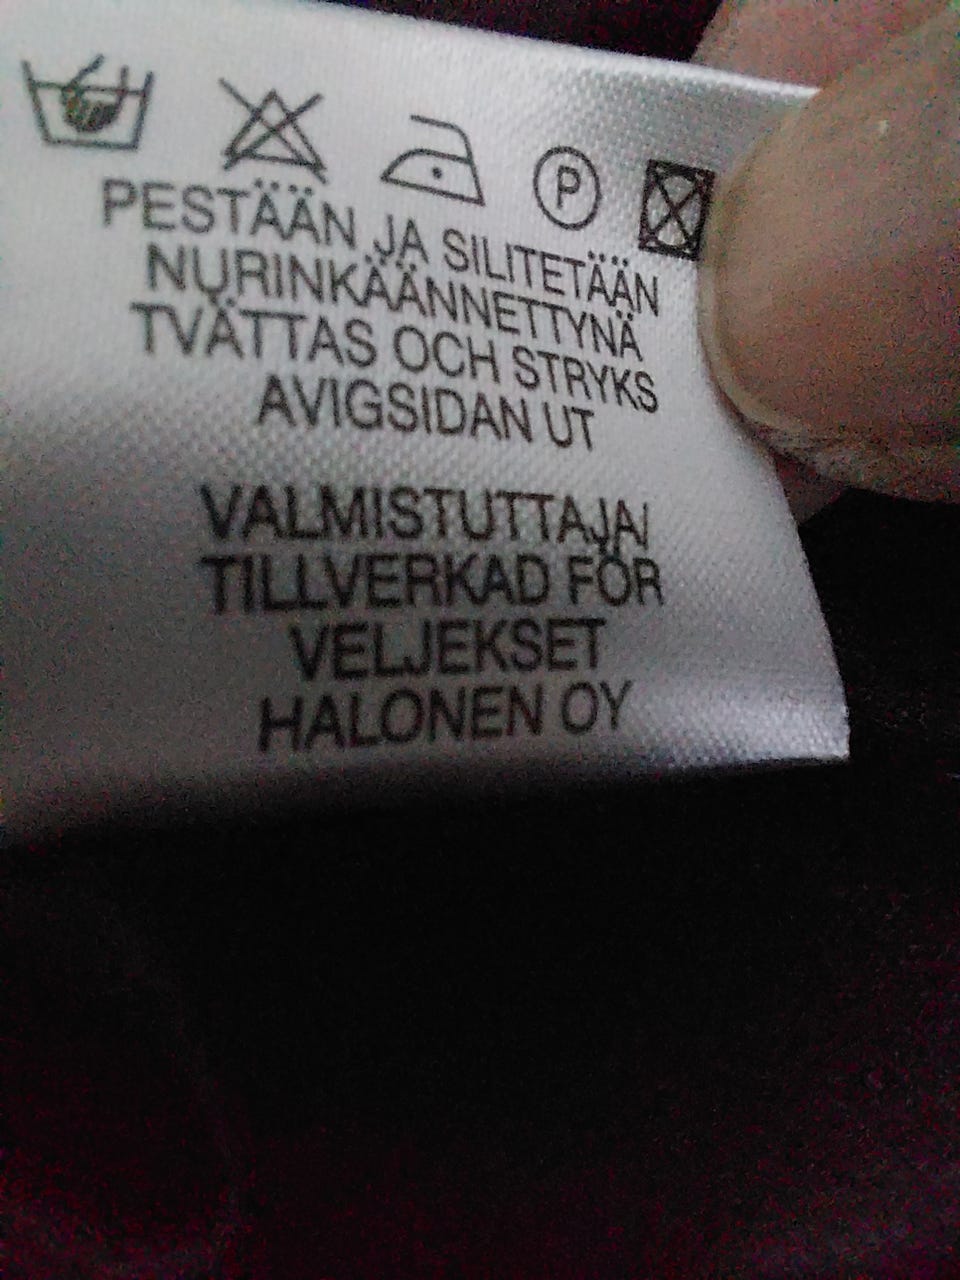 P
PESTÄÄN JA SILITETÄÄN
NURINKÄÄNNETTYNÄ
TVÄTTAS OCH STRYKS
AVIGSIDAN UT
VALMISTUTTAJA/
TILLVERKAD FÖR
VELJEKSET
HALONEN OY